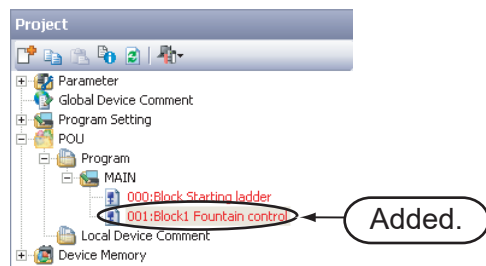 Project
Parameter
Global Device Comment
Program Setting
POU
Program
MAIN
000:Block Starting ladder
001:Block1 Fountain control
Added.
Local Device Comment
Device Memory